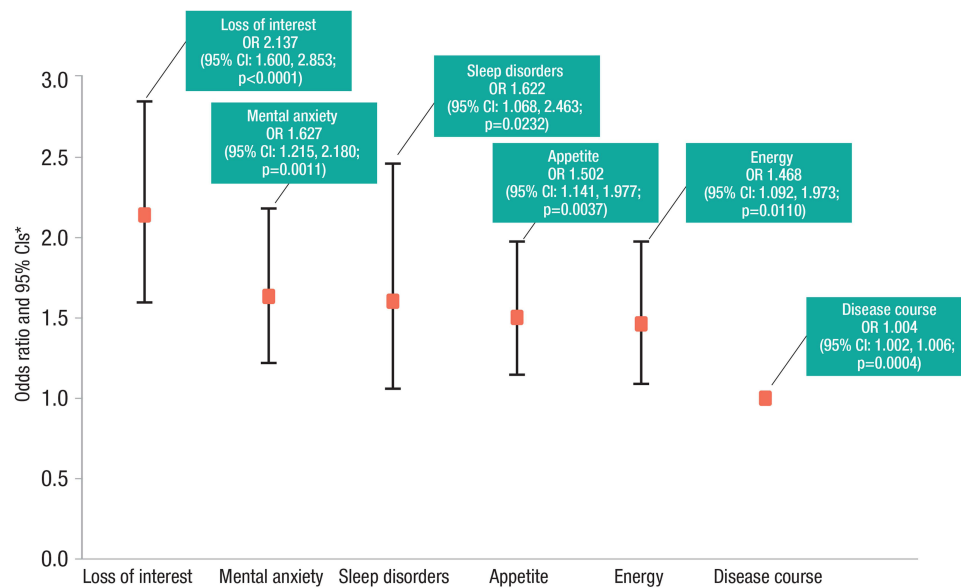 Loss of interest
OR 2.137
(95% CI: 1.600, 2.853;
p<0.0001)
Mental anxiety
OR 1.627
(95% CI: 1.215, 2.180;
p=0.0011)
Sleep disorders
OR 1.622
(95% CI: 1.068, 2.463;
p=0.0232)
Appetite
OR 1.502
(95% CI: 1.141, 1.977;
p=0.0037)
Energy
OR 1.468
(95% CI: 1.092, 1.973;
p=0.0110)
Disease course
OR 1.004
(95% CI: 1.002, 1.006;
p=0.0004)
Odds ratio and 95% CIs*
3.0
2.5
2.0
1.5
1.0
0.5
0.0
Loss of interest
Mental anxiety
Sleep disorders
Appetite
Energy
Disease course